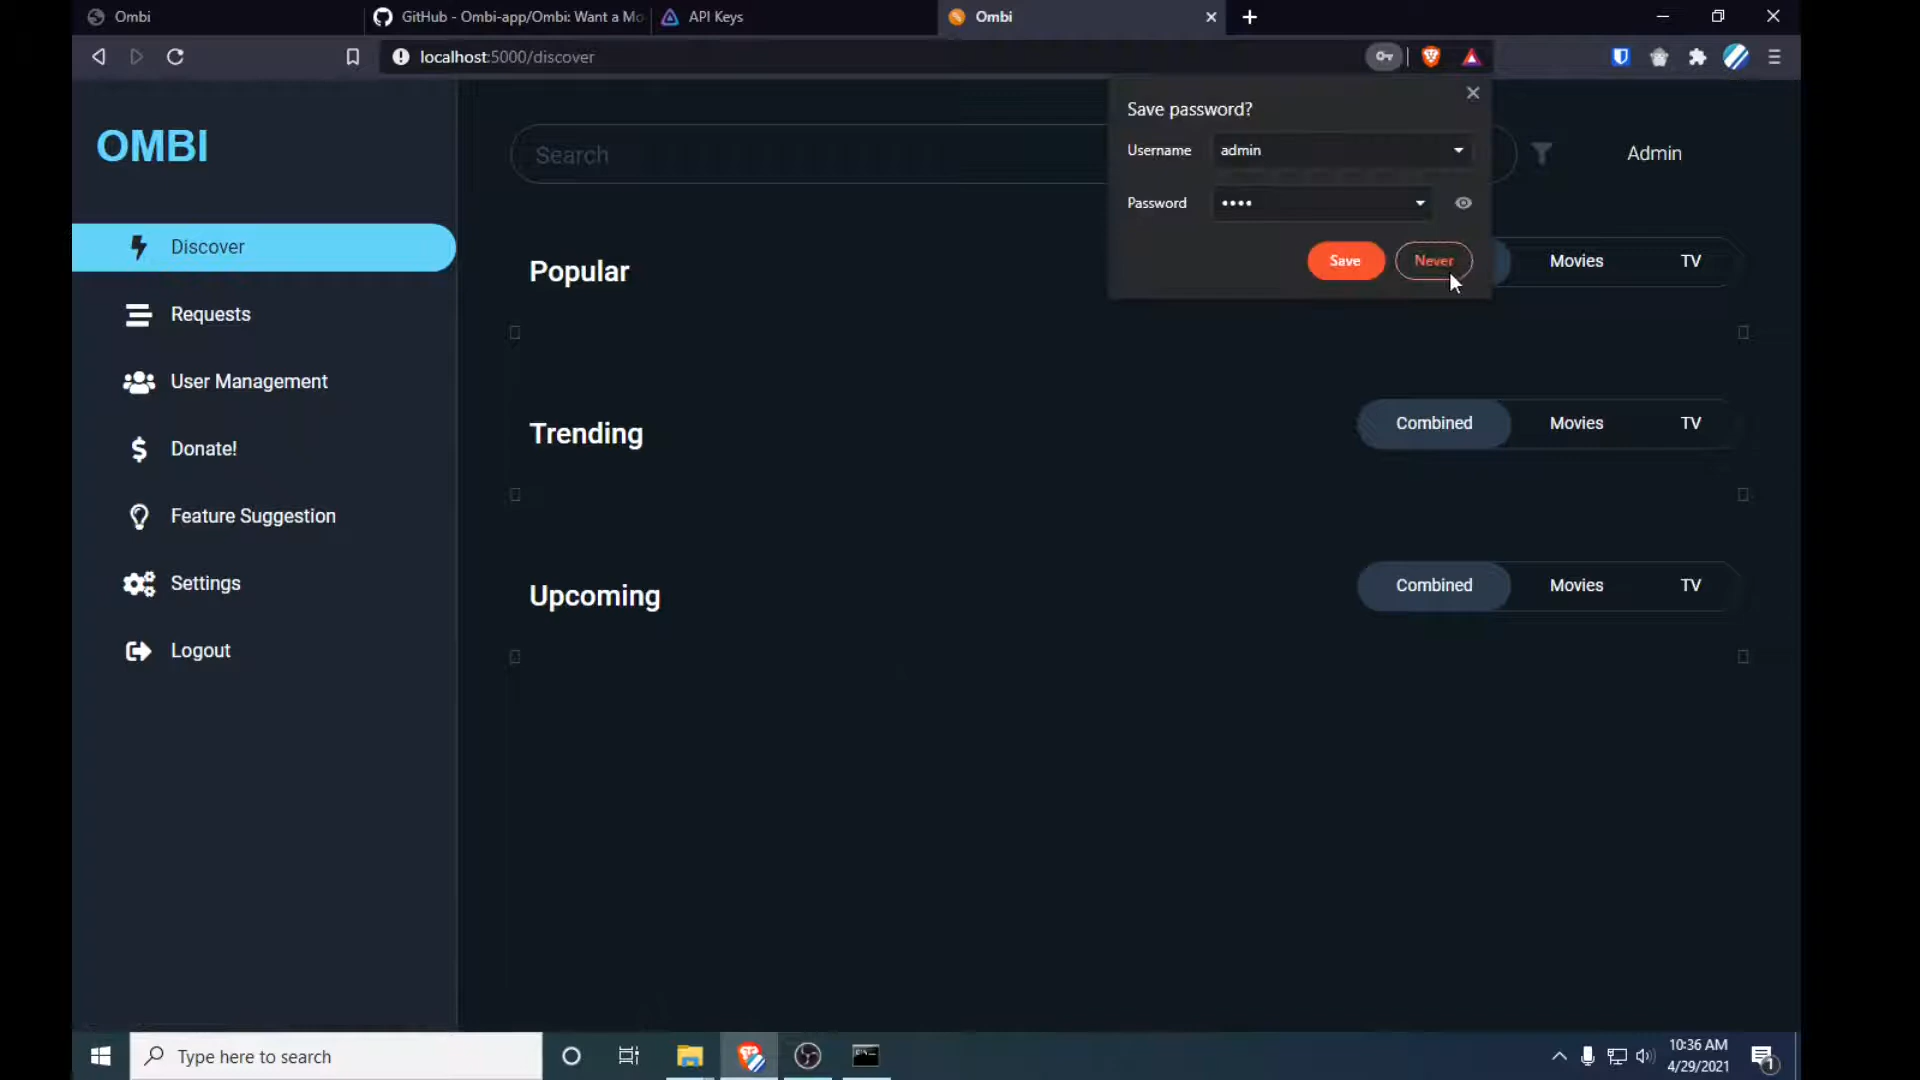 Ombi
GitHub - Ombi-app/Ombi: Want a Mo
API Keys
Ombi
localhost:5000/discover
Save password?
Username admin
Password ••••
Save Never
OMBI
Search
Admin
Discover
Requests
User Management
Donate!
Feature Suggestion
Settings
Logout
Popular
Movies TV
Trending
Combined Movies TV
Upcoming
Combined Movies TV
Type here to search
10:36 AM
4/29/2021
1